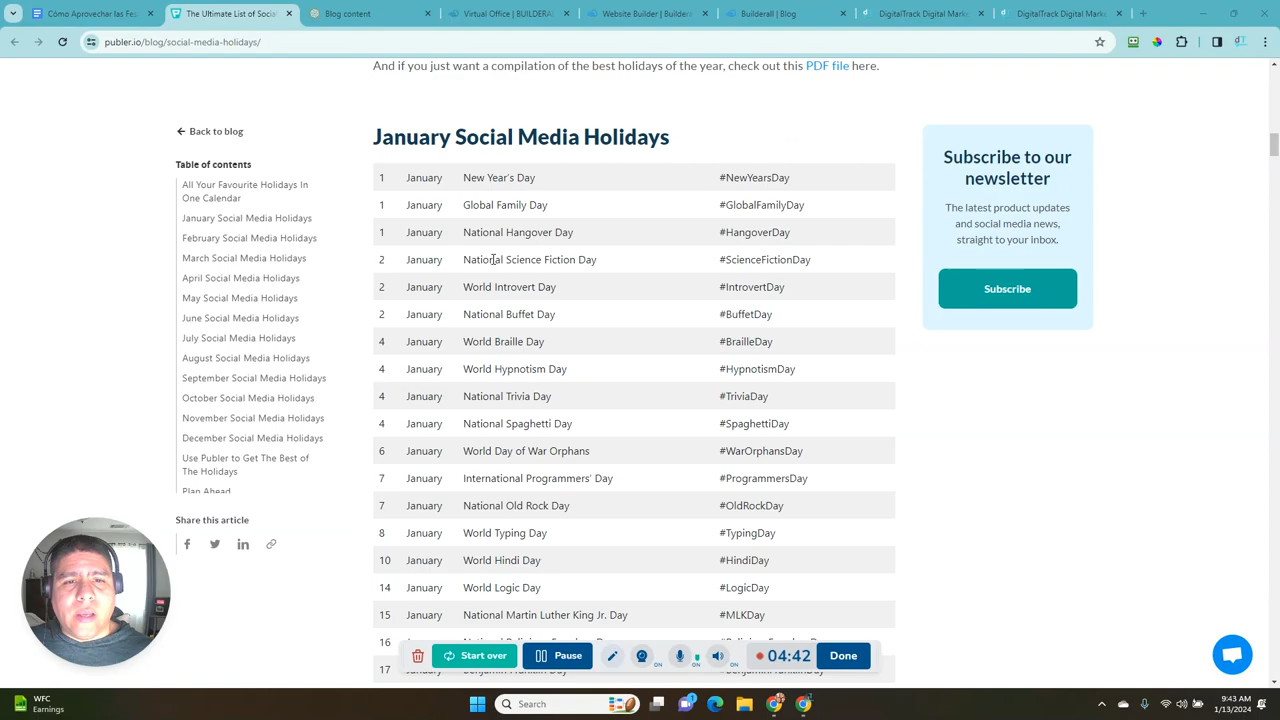 Cómo Aprovechar las Fes
The Ultimate List of Social
Blog content
Virtual Office | BUILDERAL
Website Builder | Builder
Builderall | Blog
DigitalTrack Digital Marke
DigitalTrack Digital Marke
publer.io/blog/social-media-holidays/
And if you just want a compilation of the best holidays of the year, check out this PDF file here.
Back to blog
Table of contents
All Your Favourite Holidays In
One Calendar
January Social Media Holidays
February Social Media Holidays
March Social Media Holidays
April Social Media Holidays
May Social Media Holidays
June Social Media Holidays
July Social Media Holidays
August Social Media Holidays
September Social Media Holidays
October Social Media Holidays
November Social Media Holidays
December Social Media Holidays
Use Publer to Get The Best of
The Holidays
Plan Ahead
Share this article
January Social Media Holidays
1 January New Year's Day #NewYearsDay
1 January Global Family Day #GlobalFamilyDay
1 January National Hangover Day #HangoverDay
2 January National Science Fiction Day #ScienceFictionDay
2 January World Introvert Day #IntrovertDay
2 January National Buffet Day #BuffetDay
4 January World Braille Day #BrailleDay
4 January World Hypnotism Day #HypnotismDay
4 January National Trivia Day #TriviaDay
4 January National Spaghetti Day #SpaghettiDay
6 January World Day of War Orphans #WarOrphansDay
7 January International Programmers' Day #ProgrammersDay
7 January National Old Rock Day #OldRockDay
8 January World Typing Day #TypingDay
10 January World Hindi Day #HindiDay
14 January World Logic Day #LogicDay
15 January National Martin Luther King Jr. Day #MLKDay
16 January
17 January
Subscribe to our
newsletter
The latest product updates
and social media news,
straight to your inbox.
Subscribe
Start over
Pause
ON
ON
ON
04:42
Done
WFC
Earnings
Search
9:43 AM
1/13/2024